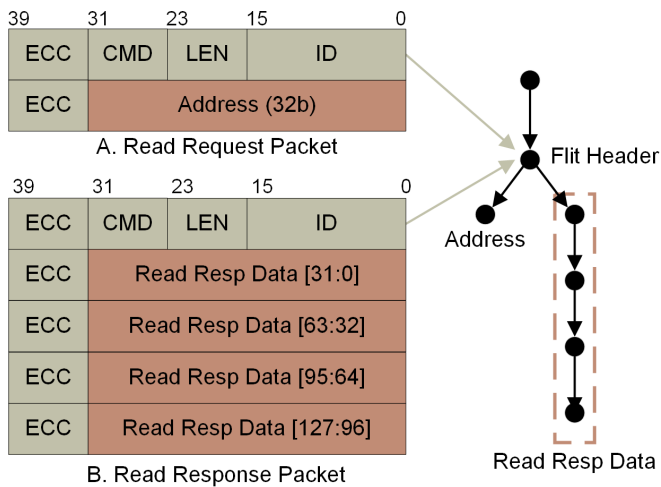 39 31 23 15 0
ECC CMD LEN ID
ECC Address (32b)
A. Read Request Packet
39 31 23 15 0
ECC CMD LEN ID
ECC Read Resp Data [31:0]
ECC Read Resp Data [63:32]
ECC Read Resp Data [95:64]
ECC Read Resp Data [127:96]
B. Read Response Packet
Flit Header
Address
Read Resp Data